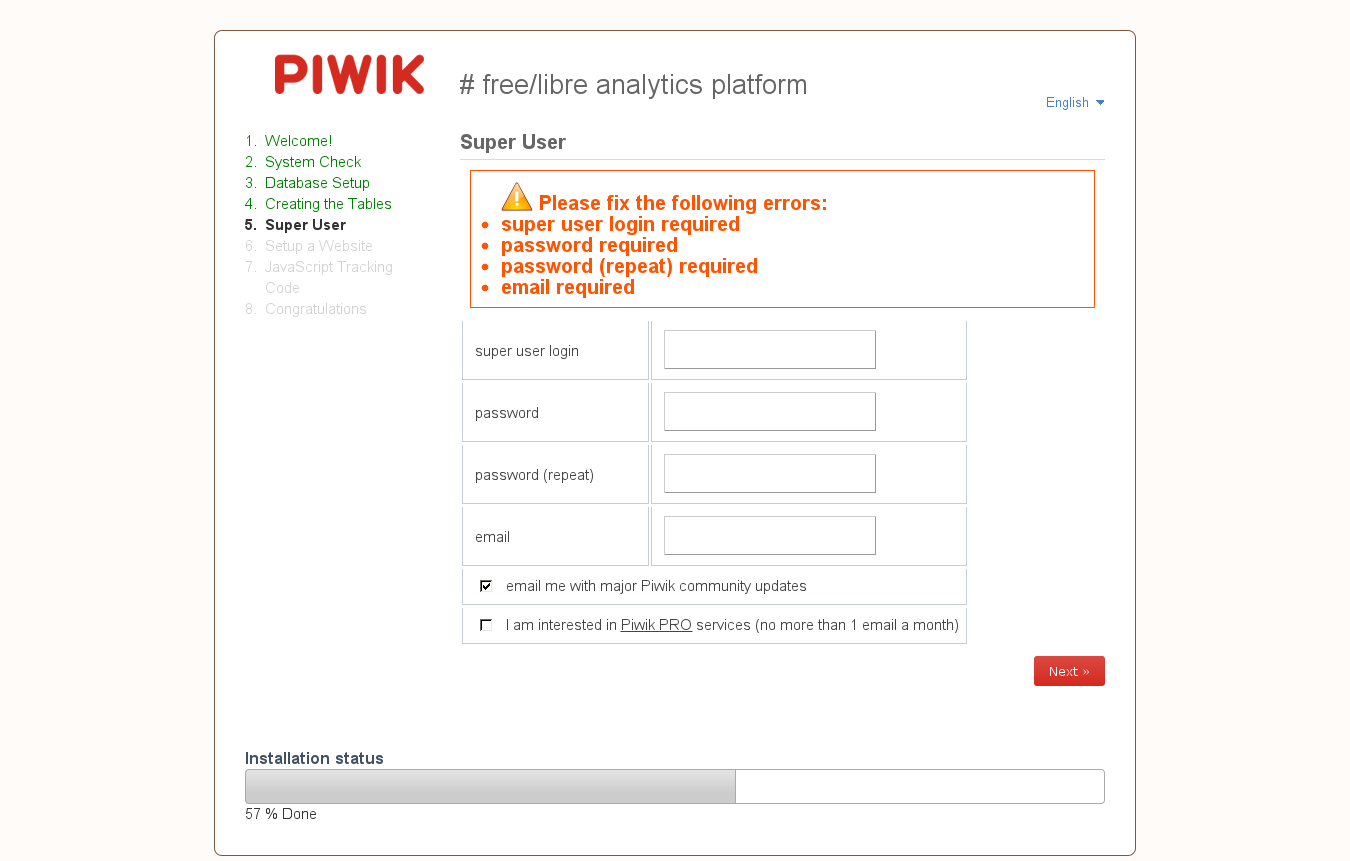 PIWIK
# free/libre analytics platform
English
1. Welcome!
2. System Check
3. Database Setup
4. Creating the Tables
5. Super User
6. Setup a Website
7. JavaScript Tracking
Code
8. Congratulations
Super User
Please fix the following errors:
• super user login required
• password required
• password (repeat) required
• email required
super user login
password
password (repeat)
email
email me with major Piwik community updates
I am interested in Piwik PRO services (no more than 1 email a month)
Next »
Installation status
57 % Done